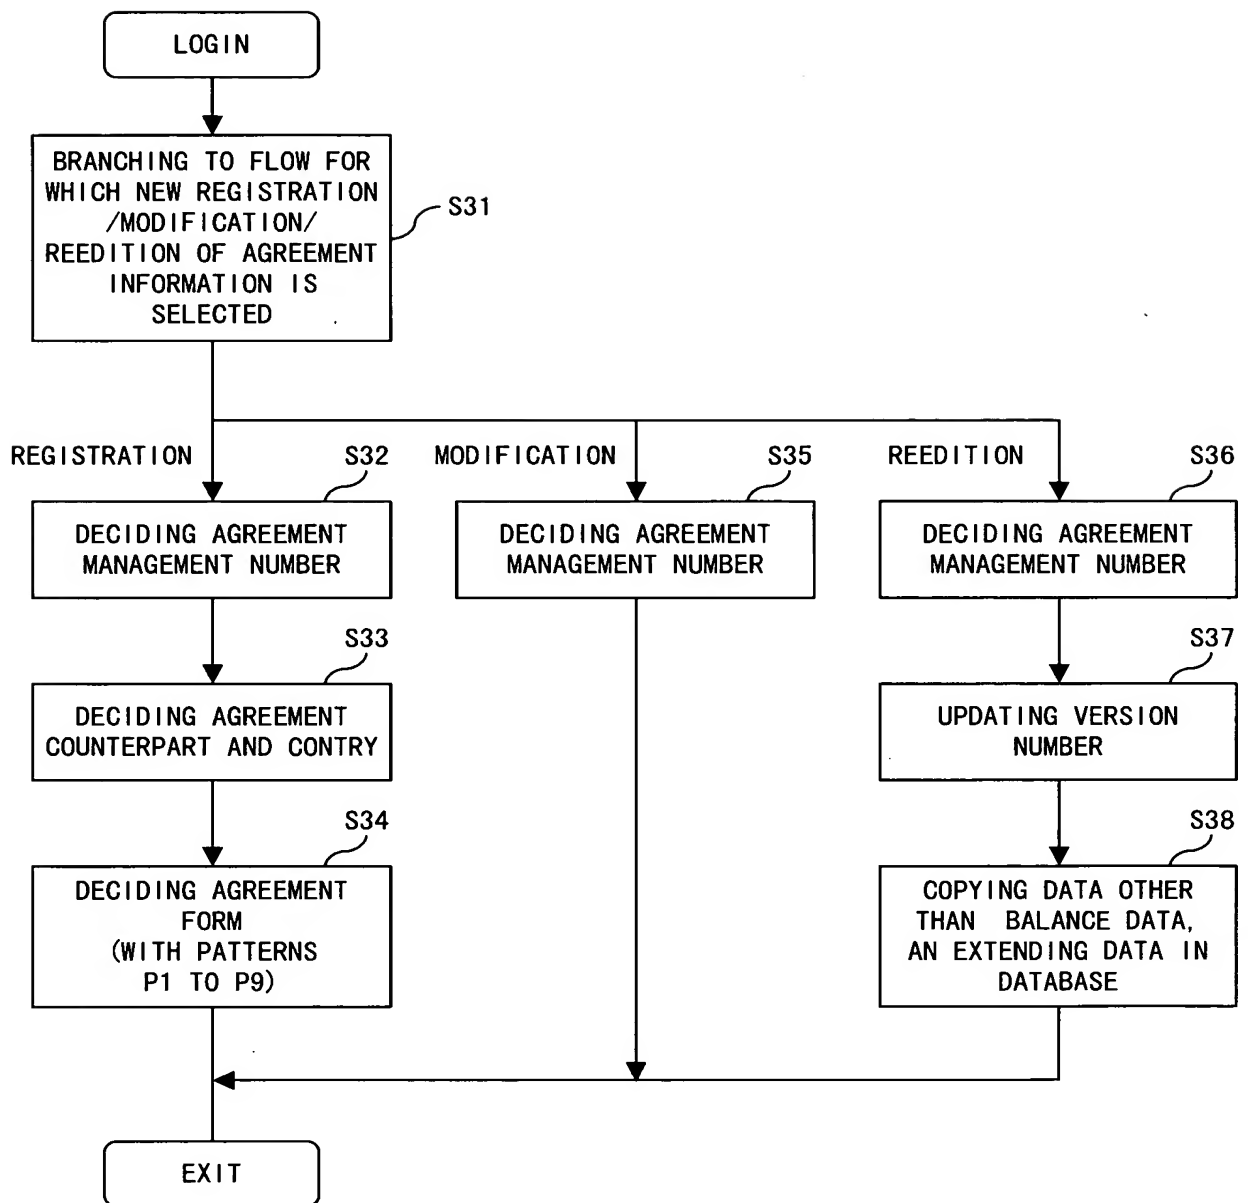 LOGIN
BRANCHING TO FLOW FOR
WHICH NEW REGISTRATION
/MODIFICATION/
REEDITION OF AGREEMENT
INFORMATION IS
SELECTED
S31
REGISTRATION
S32
MODIFICATION
S35
REEDITION
S36
DECIDING AGREEMENT
MANAGEMENT NUMBER
DECIDING AGREEMENT
MANAGEMENT NUMBER
DECIDING AGREEMENT
MANAGEMENT NUMBER
S33
S37
DECIDING AGREEMENT
COUNTERPART AND CONTRY
UPDATING VERSION
NUMBER
S34
S38
DECIDING AGREEMENT
FORM
(WITH PATTERNS
P1 TO P9)
COPYING DATA OTHER
THAN BALANCE DATA,
AN EXTENDING DATA IN
DATABASE
EXIT